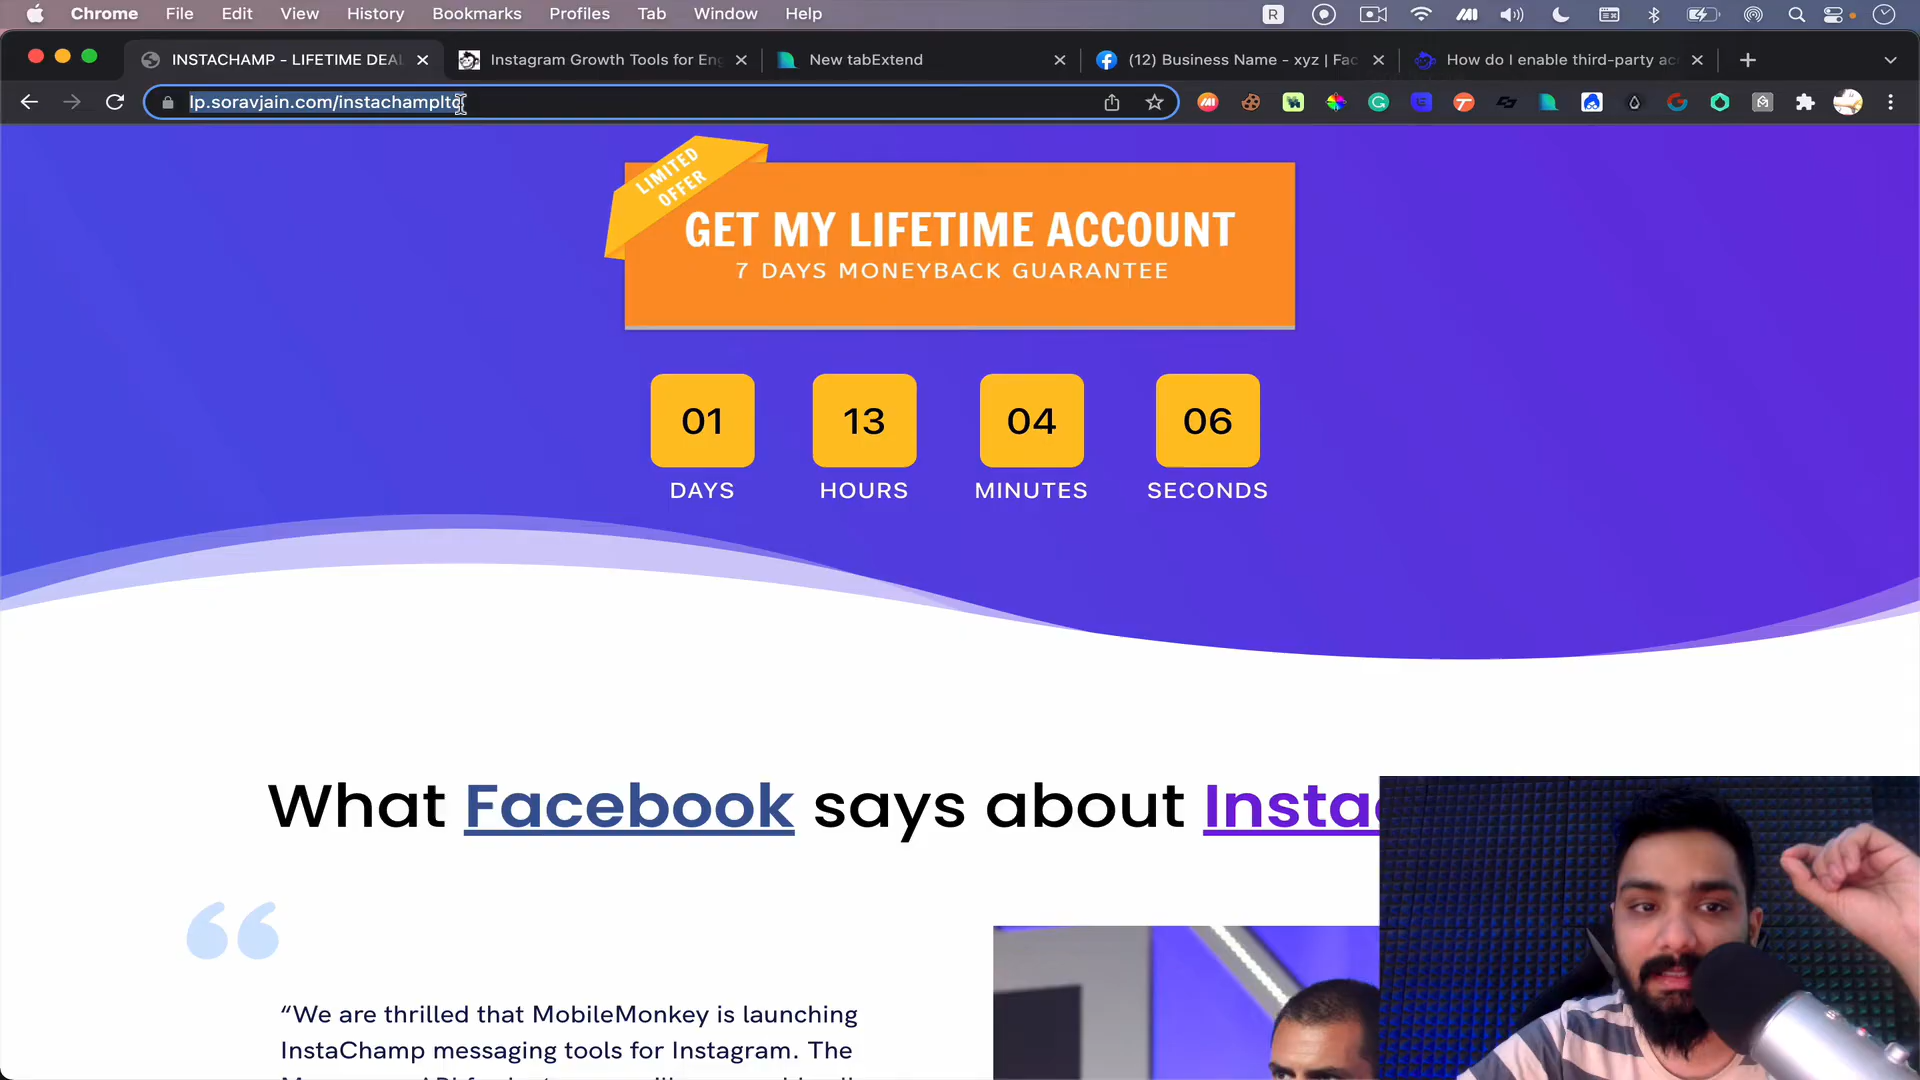 Chrome File Edit View History Bookmarks Profiles Tab Window Help
INSTACHAMP - LIFETIME DEAL
Instagram Growth Tools for Eng
New tabExtend
(12) Business Name - xyz | Fac
How do I enable third-party ac
lp.soravjain.com/instachampltd
LIMITED
OFFER
GET MY LIFETIME ACCOUNT
7 DAYS MONEYBACK GUARANTEE
01 13 04 06
DAYS HOURS MINUTES SECONDS
What Facebook says about Insta
“We are thrilled that MobileMonkey is launching
InstaChamp messaging tools for Instagram. The